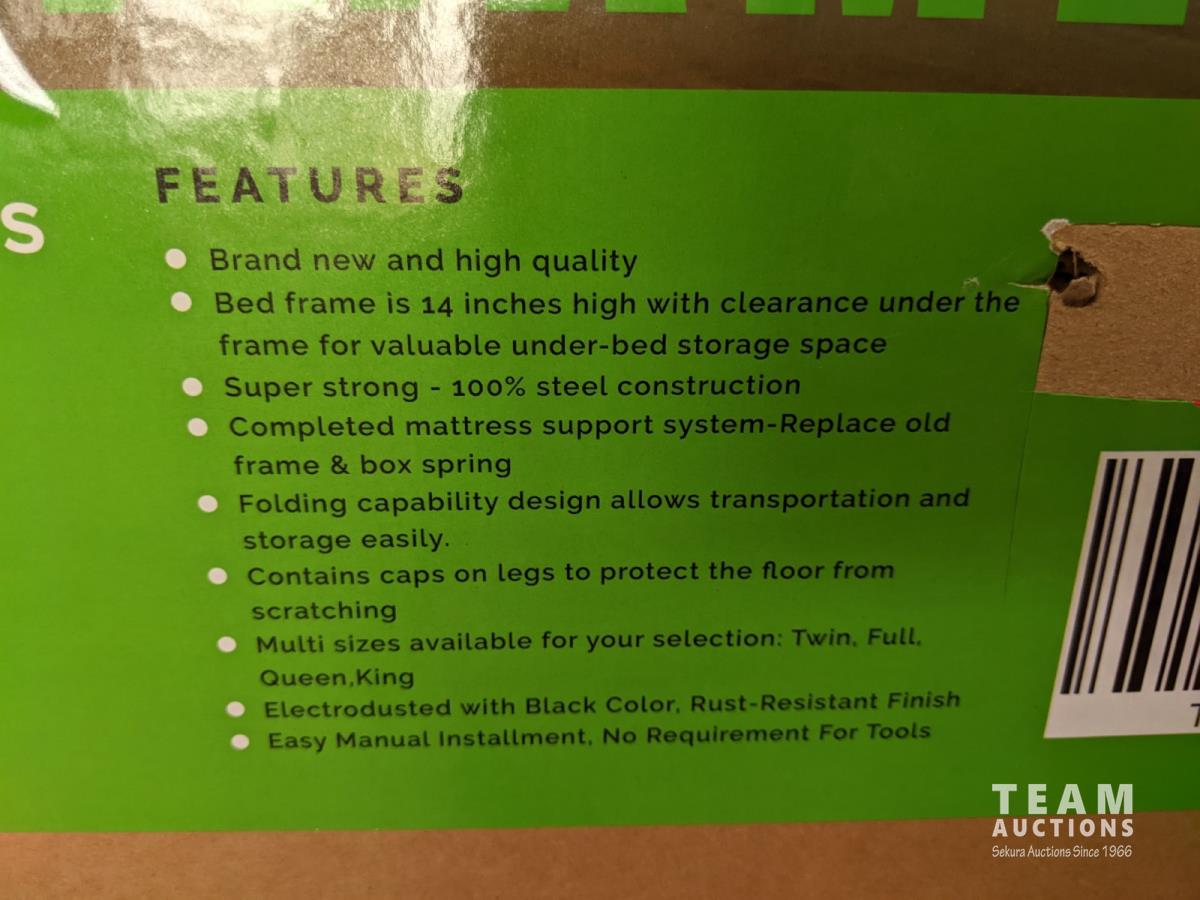 FEATURES
S
Brand new and high quality
Bed frame is 14 inches high with clearance under the
frame for valuable under-bed storage space
Super strong - 100% steel construction
Completed mattress support system-Replace old
frame & box spring
Folding capability design allows transportation and
storage easily.
Contains caps on legs to protect the floor from
scratching
Multi sizes available for your selection: Twin, Full,
Queen,King
Electrodusted with Black Color, Rust-Resistant Finish
Easy Manual Installment, No Requirement For Tools
TEAM
AUCTIONS
Sekura Auctions Since 1966